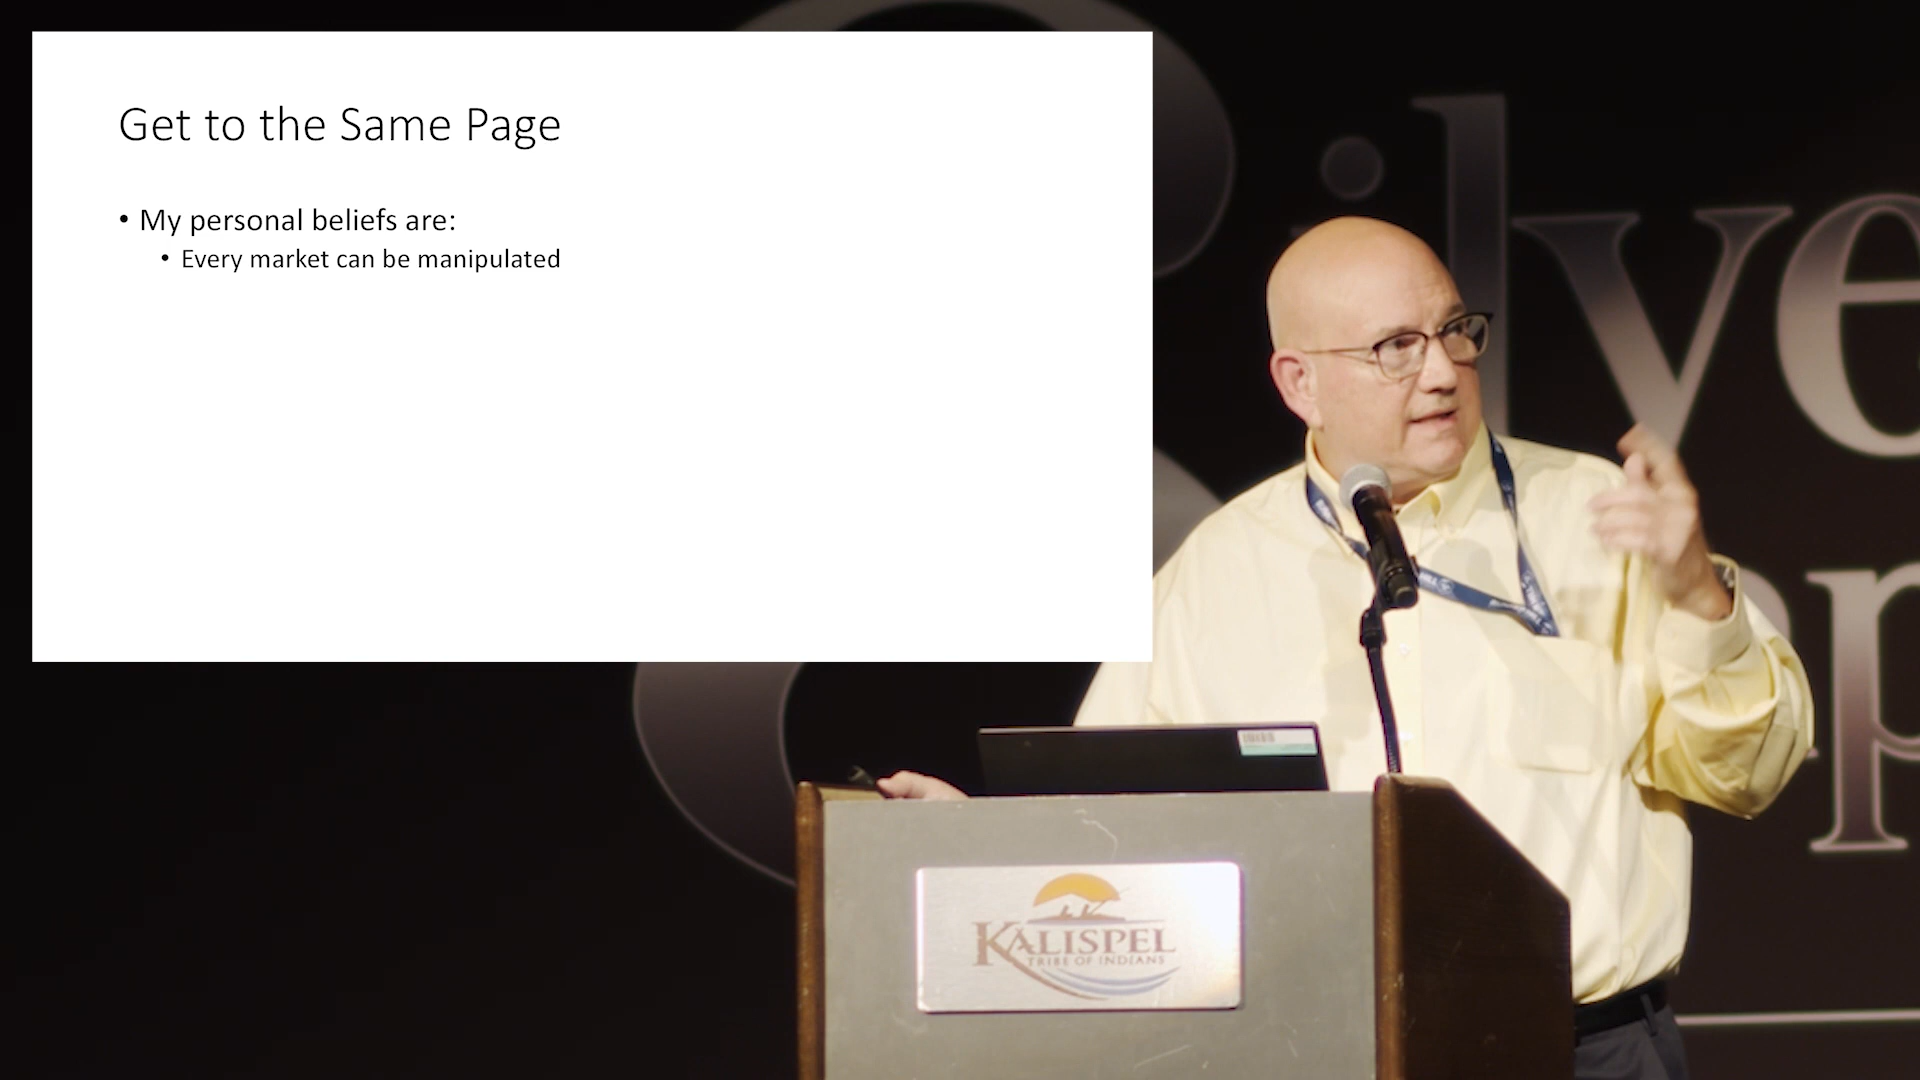 Get to the Same Page
• My personal beliefs are:
• Every market can be manipulated
KALISPEL
TRIBE OF INDIANS